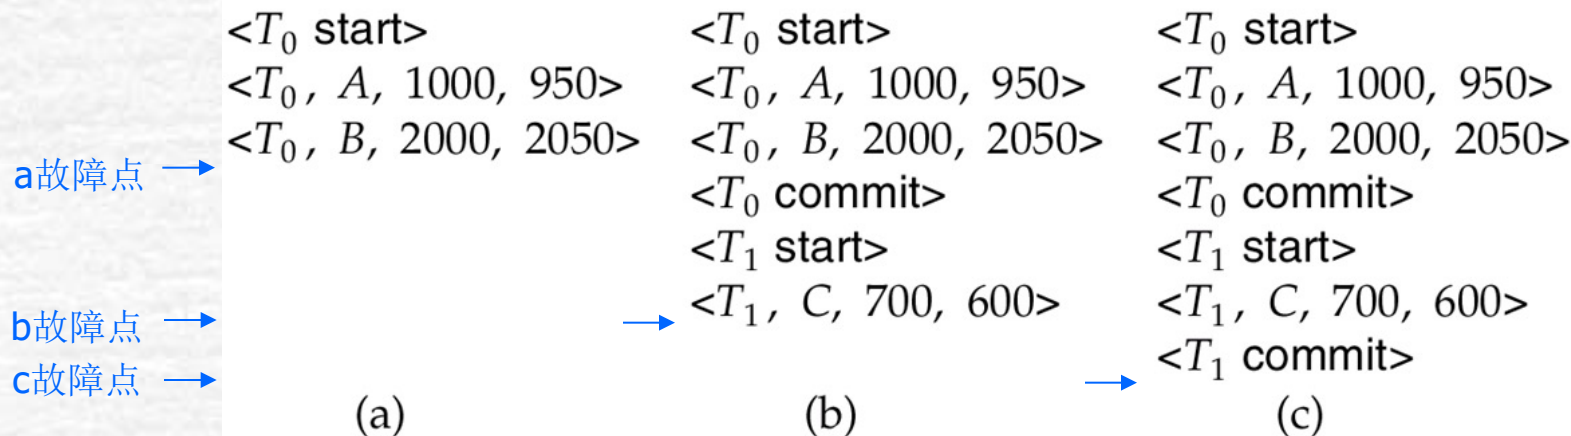 <T0 start> <T0 start> <T0 start>
<T0, A, 1000, 950> <T0, A, 1000, 950> <T0, A, 1000, 950>
<T0, B, 2000, 2050> <T0, B, 2000, 2050> <T0, B, 2000, 2050>
a故障点
<T0 commit> <T0 commit>
<T1 start> <T1 start>
<T1, C, 700, 600> <T1, C, 700, 600>
b故障点
<T1 commit>
c故障点
(a) (b) (c)